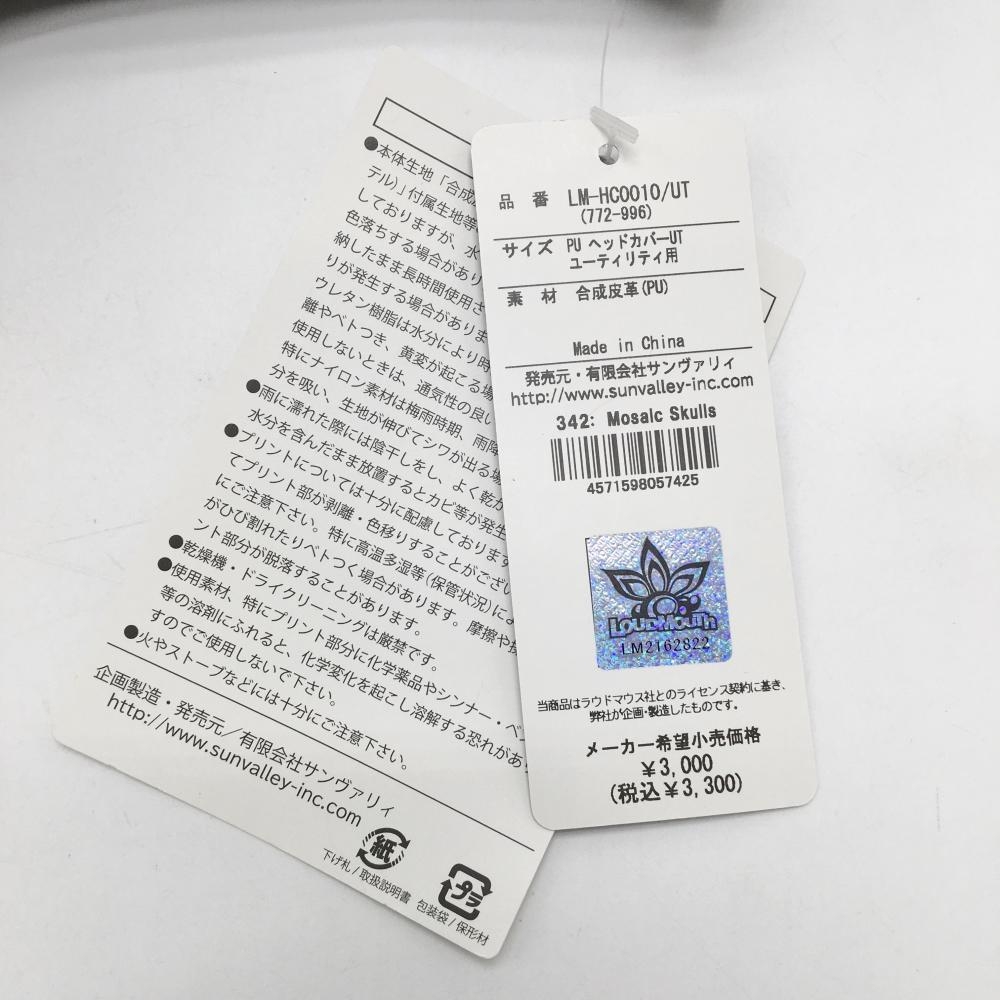 品 番 LM-HC0010/UT
(772-996)
サイズ PU ヘッドカバーUT
ユーティリティ用
素 材 合成皮革(PU)
Made in China
発売元・有限会社サンヴァリィ
http://www.sunvalley-inc.com
342: Mosaic Skulls
4571598057425
LOUDMOUTH
LM2162822
当商品はラウドマウス社とのライセンス契約に基き、
弊社が企画・製造したものです。
メーカー希望小売価格
¥3,000
(税込¥3,300)
●本体生地「合成
テル)」付属生地等
しておりますが、水
色落ちする場合があり
納したまま長時間使用さ
りが発生する場合がありま
ウレタン樹脂は水分により時
離やベトつき、黄変が起こる場
使用しないときは、通気性の良い
特にナイロン素材は梅雨時期、雨降
分を吸い、生地が伸びてシワが出る場
●雨に濡れた際には陰干しをし、よく乾か
水分を含んだまま放置するとカビ等が発生
●プリントについては十分に配慮しております
てプリント部が剥離・色移りすることがござい
にご注意下さい。特に高温多湿等(保管状況)によ
がひび割れたりベトつく場合があります。摩擦や
ント部分が脱落することがあります。
●乾燥機・ドライクリーニングは厳禁です。
●使用素材、特にプリント部分に化学薬品やシンナー・ベン
等の溶剤にふれると、化学変化を起こし溶解する恐れがあ
すのでご使用しないで下さい。
●火やストーブなどには十分にご注意下さい。
企画製造・発売元／有限会社サンヴァリィ
http://www.sunvalley-inc.com
紙
下げ札/取扱説明書
プラ
包装袋/保形材